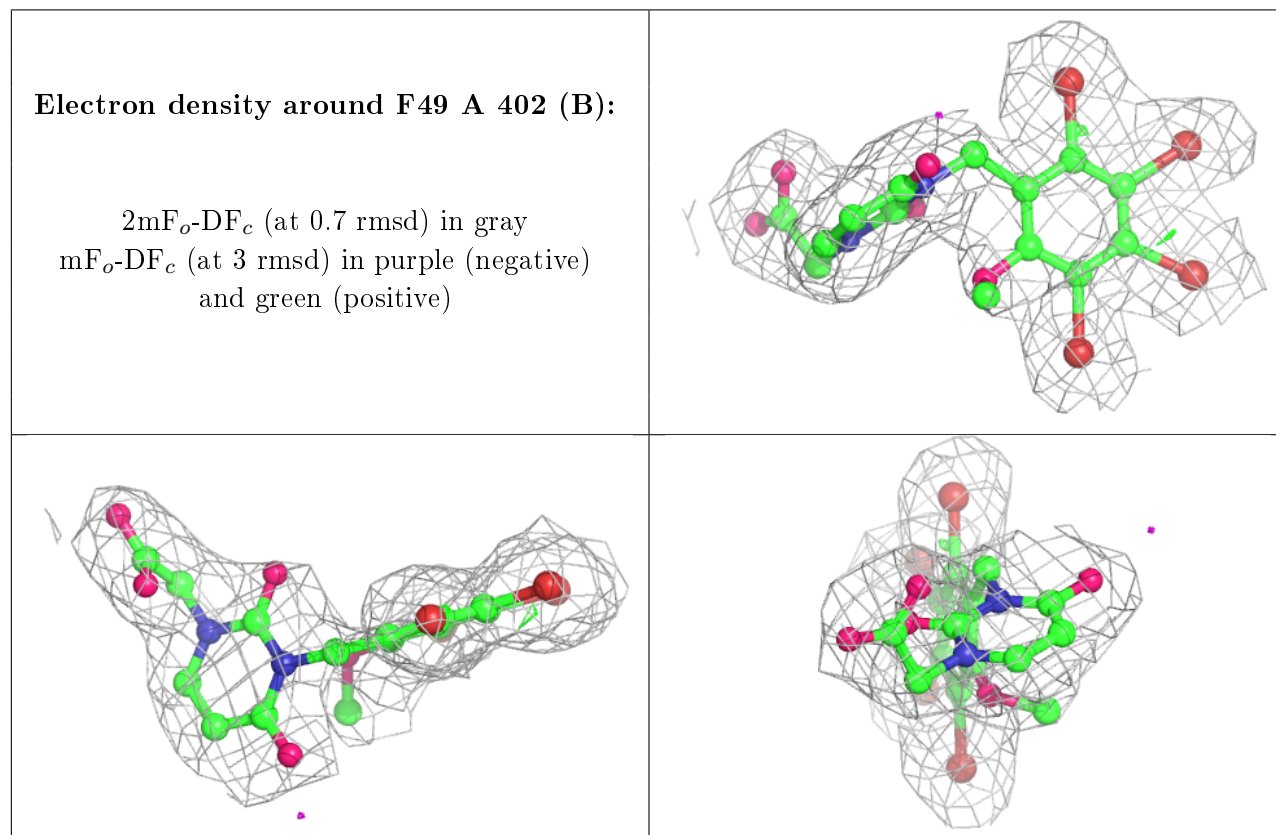 Electron density around F49 A 402 (B):
2mFₒ-DF𝒸 (at 0.7 rmsd) in gray
mFₒ-DF𝒸 (at 3 rmsd) in purple (negative)
and green (positive)